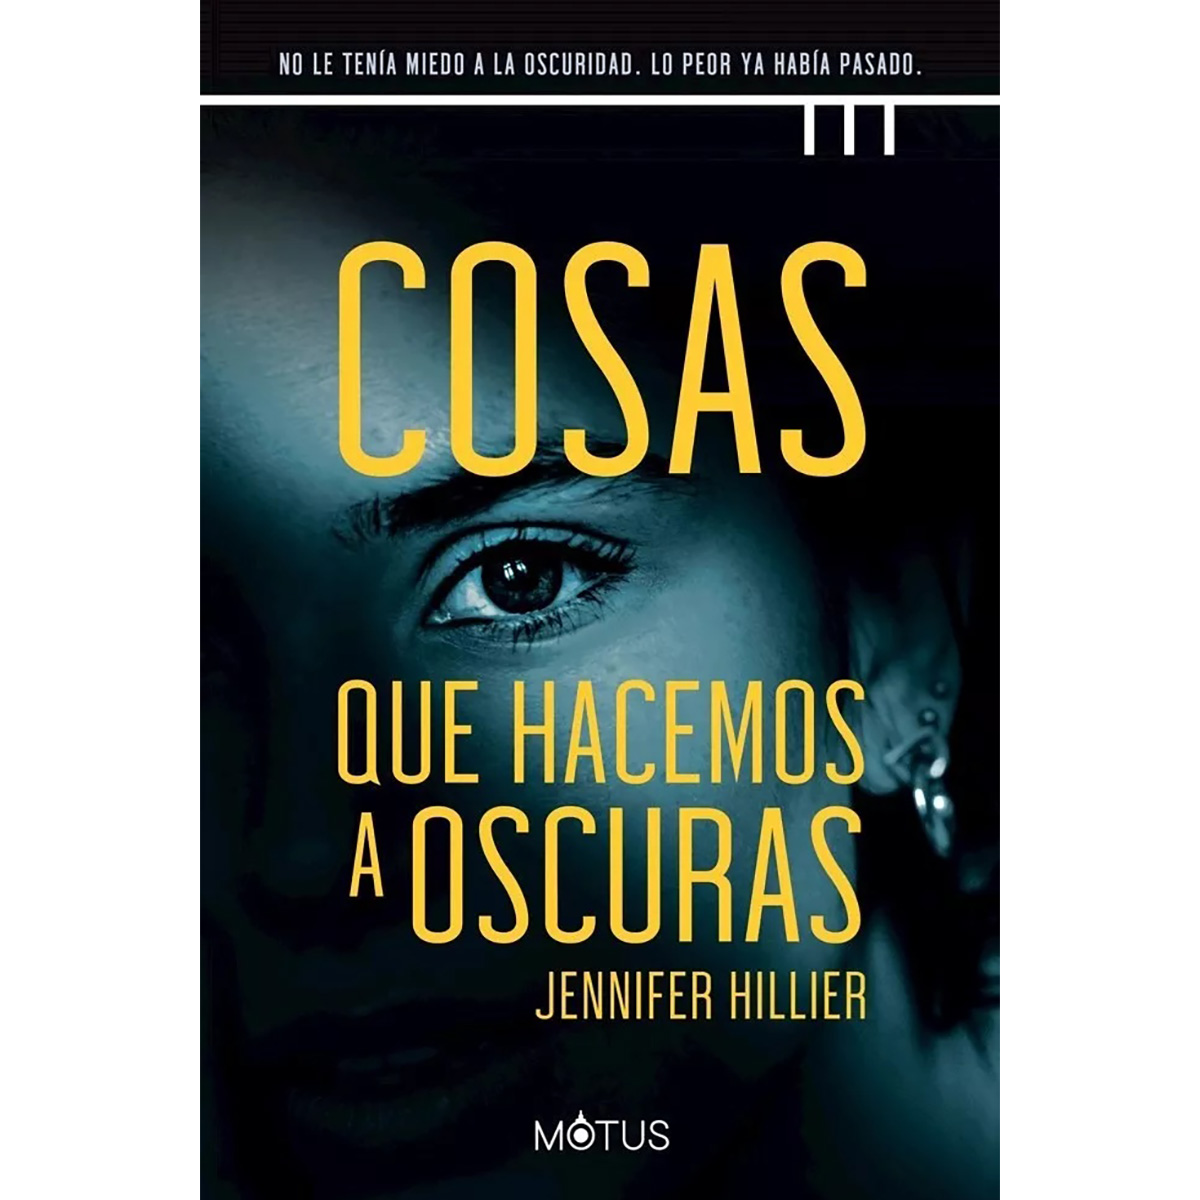 NO LE TENÍA MIEDO A LA OSCURIDAD. LO PEOR YA HABÍA PASADO.
COSAS
QUE HACEMOS
A OSCURAS
JENNIFER HILLIER
MOTUS